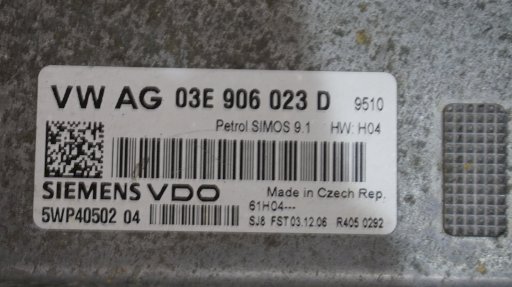 VW AG 03E 906 023 D 9510
Petrol SIMOS 9.1 HW: H04
SIEMENS VDO Made in Czech Rep.
61H04---
5WP40502 04 SJ8 FST 03.12.06 R405 0292